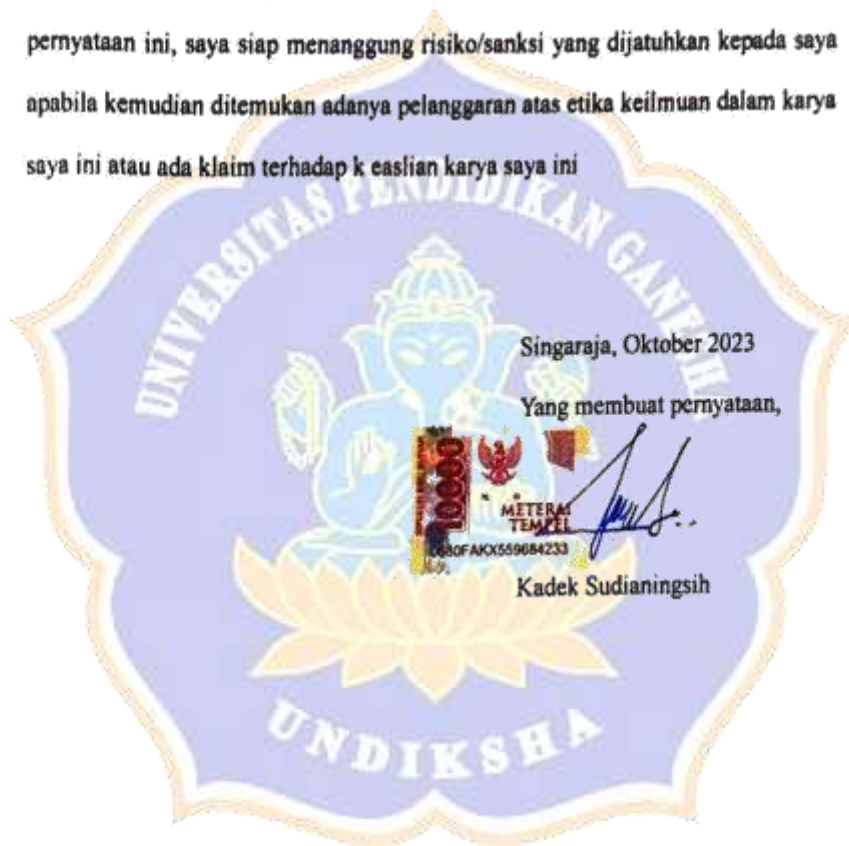 pernyataan ini, saya siap menanggung risiko/sanksi yang dijatuhkan kepada saya
apabila kemudian ditemukan adanya pelanggaran atas etika keilmuan dalam karya
saya ini atau ada klaim terhadap k easlian karya saya ini
UNIVERSITAS PENDIDIKAN GANESHA
Singaraja, Oktober 2023
Yang membuat pernyataan,
10000
METERAI
TEMPEL
FAKX559684233
Kadek Sudianingsih
UNDIKSHA